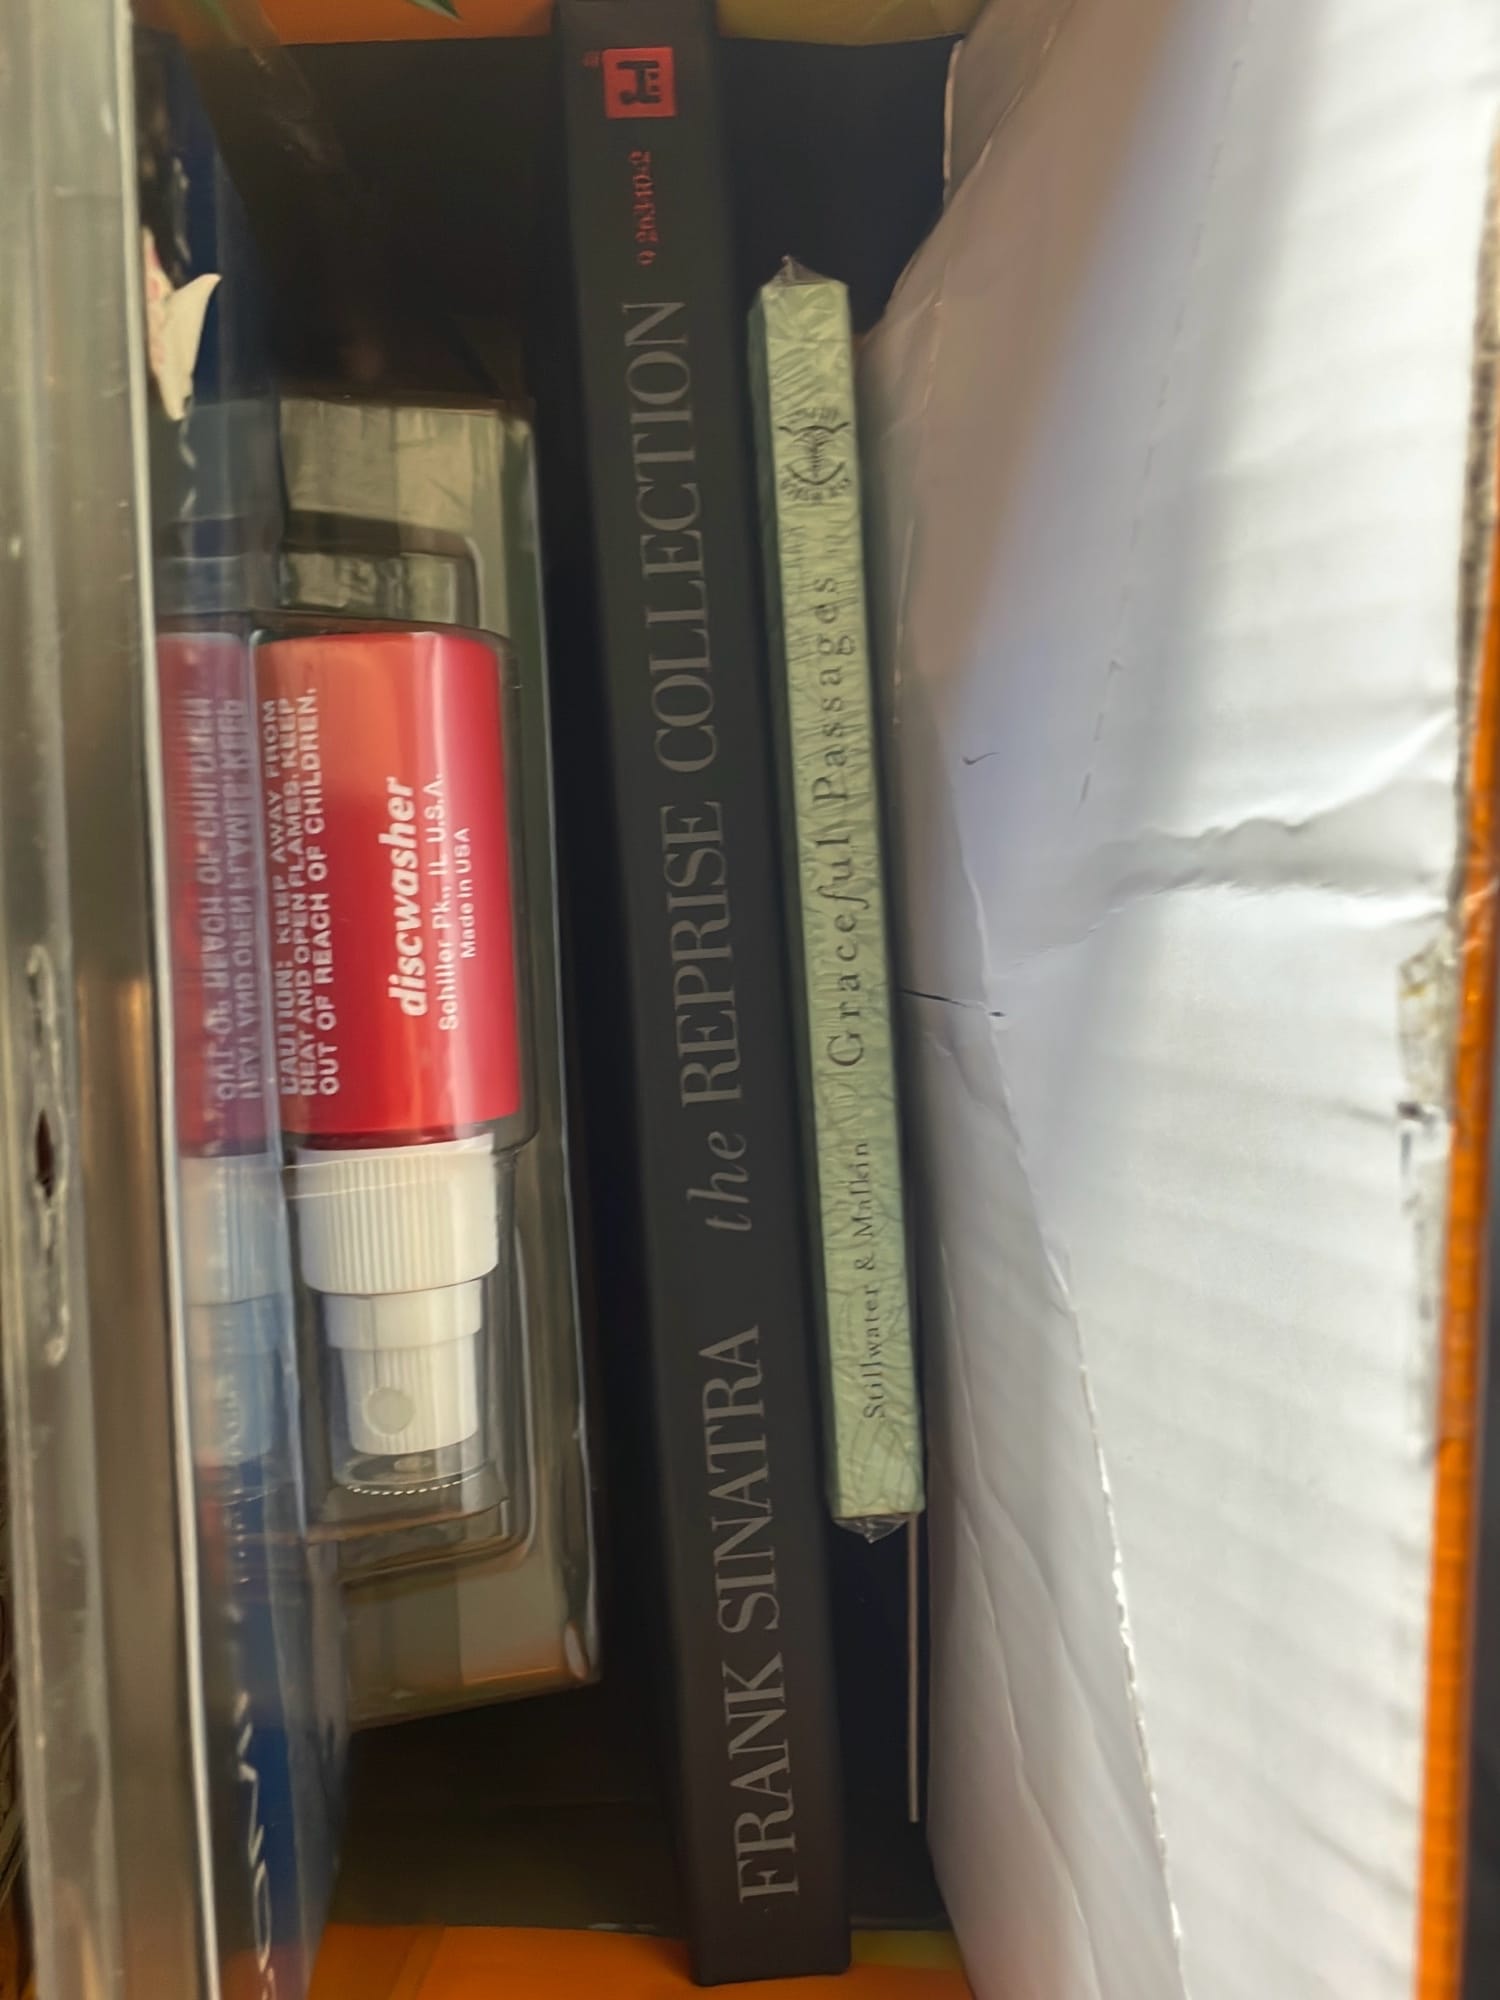 CAUTION: KEEP AWAY FROM
HEAT AND OPEN FLAMES. KEEP
OUT OF REACH OF CHILDREN.
discwasher
Schiller Pk., IL U.S.A.
Made in USA
FRANK SINATRA the REPRISE COLLECTION
Stillwater & Malkin Graceful Passages